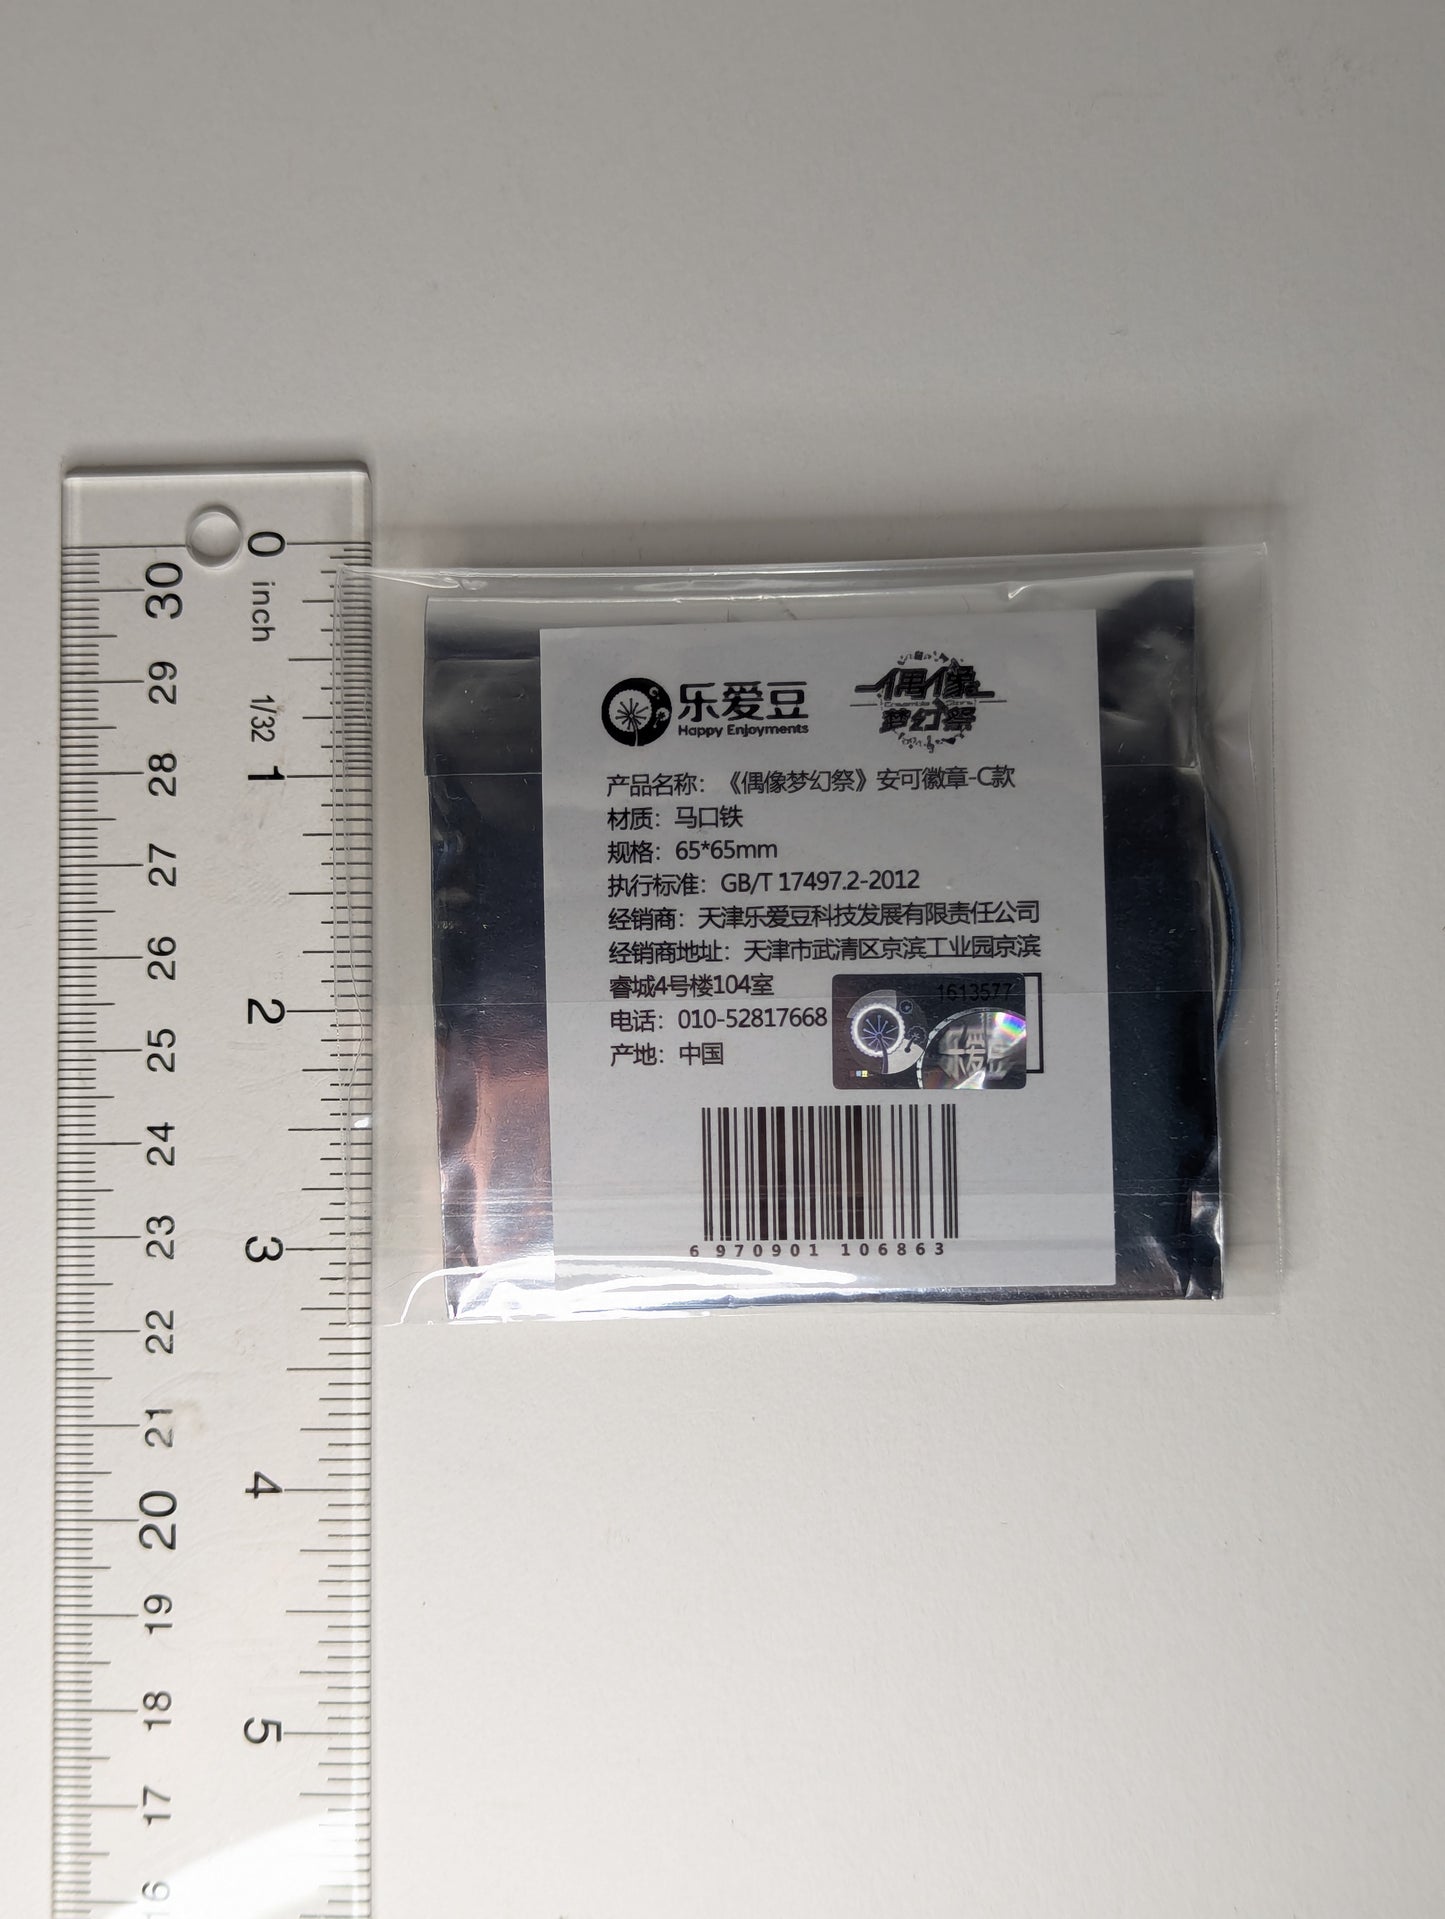 0
inch
1/32
1
2
3
4
5
30
29
28
27
26
25
24
23
22
21
20
19
18
17
16
乐爱豆
Happy Enjoyments
偶像
梦幻祭
产品名称：《偶像梦幻祭》安可徽章-C款
材质：马口铁
规格：65*65mm
执行标准：GB/T 17497.2-2012
经销商：天津乐爱豆科技发展有限责任公司
经销商地址：天津市武清区京滨工业园京滨
睿城4号楼104室
电话：010-52817668
产地：中国
1613577
乐爱豆
6 970901 106863